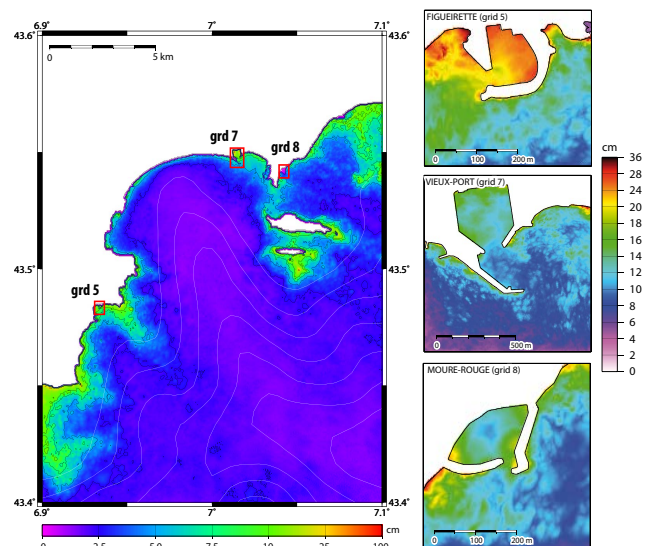 6.9˚
7˚
7.1˚
43.6˚
43.6˚
0
5 km
grd 7
grd 8
43.5˚
43.5˚
grd 5
43.4˚
43.4˚
6.9˚
7˚
7.1˚
cm
FIGUEIRETTE (grid 5)
0
100
200 m
VIEUX-PORT (grid 7)
0
500 m
MOURE-ROUGE (grid 8)
0
100
200 m
cm
36
28
26
24
22
20
18
16
14
12
10
8
6
4
2
0